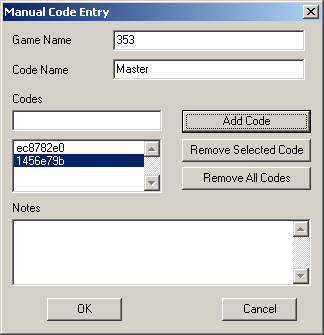 Manual Code Entry
Game Name 353
Code Name Master
Codes
Add Code
ec8782e0
1456e79b
Remove Selected Code
Remove All Codes
Notes
OK Cancel